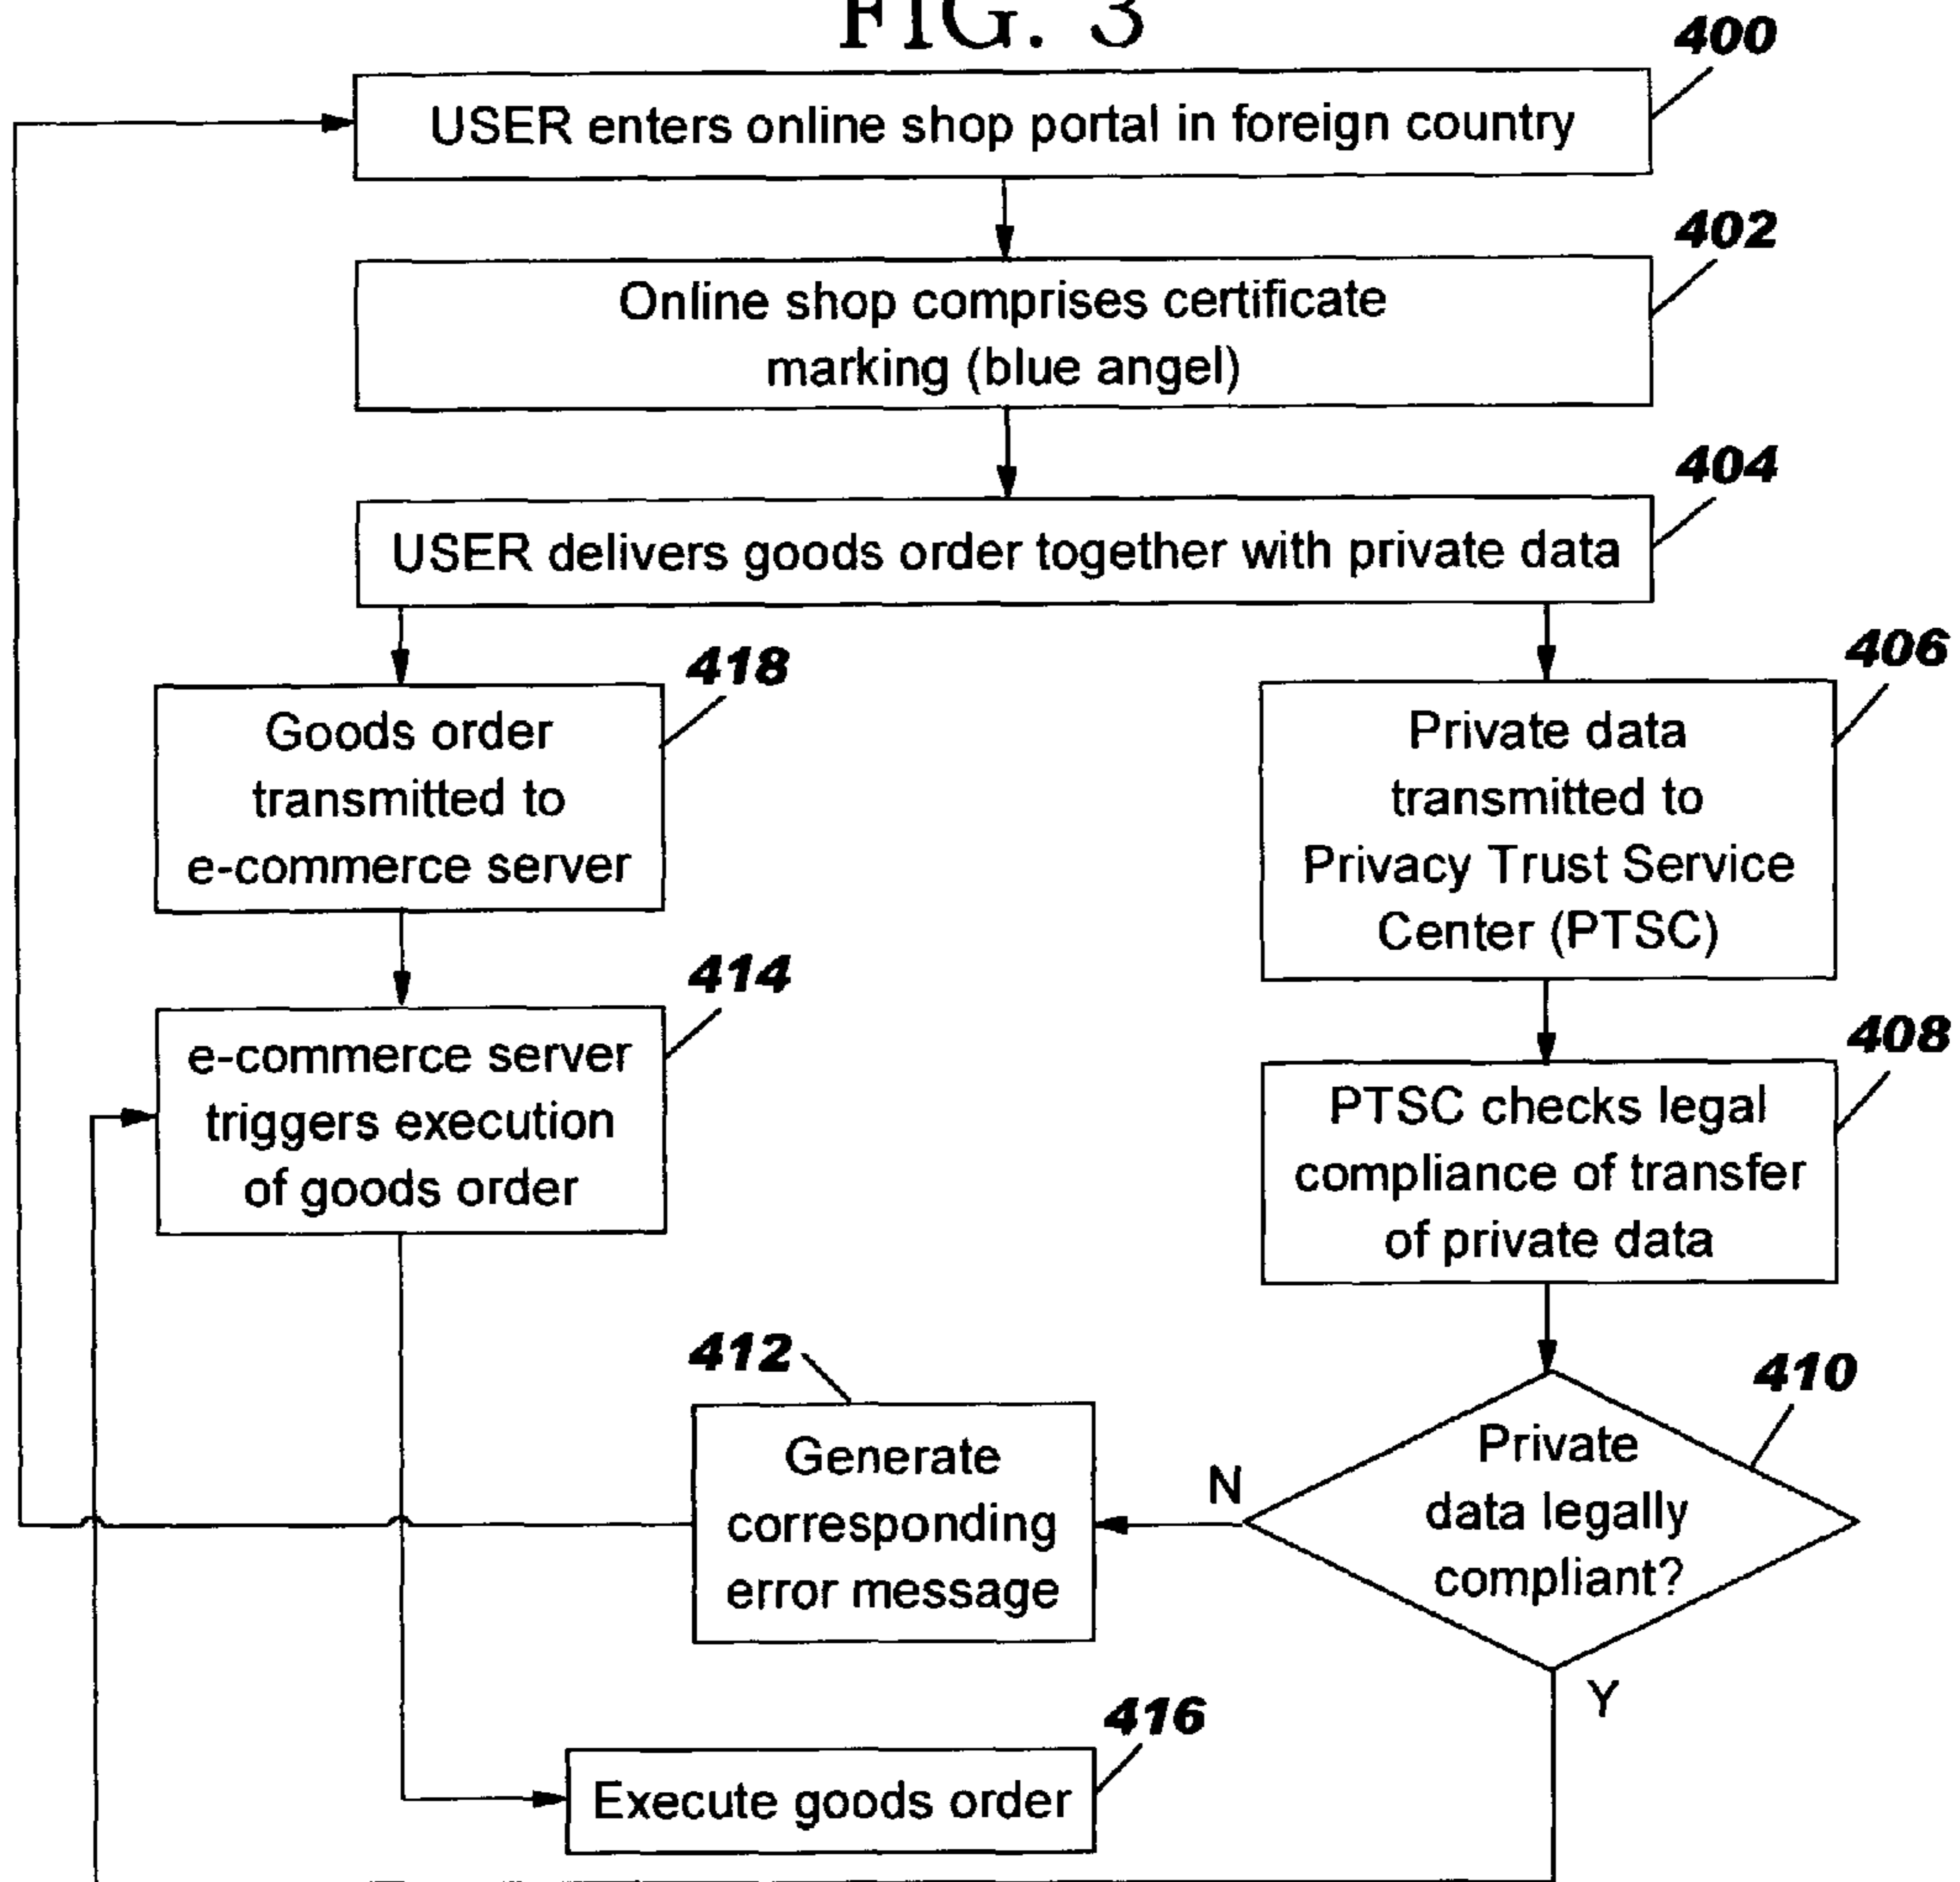 FIG. 3
400
USER enters online shop portal in foreign country
402
Online shop comprises certificate
marking (blue angel)
404
USER delivers goods order together with private data
418
Goods order
transmitted to
e-commerce server
406
Private data
transmitted to
Privacy Trust Service
Center (PTSC)
414
e-commerce server
triggers execution
of goods order
408
PTSC checks legal
compliance of transfer
of private data
412
Generate
corresponding
error message
410
Private
data legally
compliant?
N
Y
416
Execute goods order